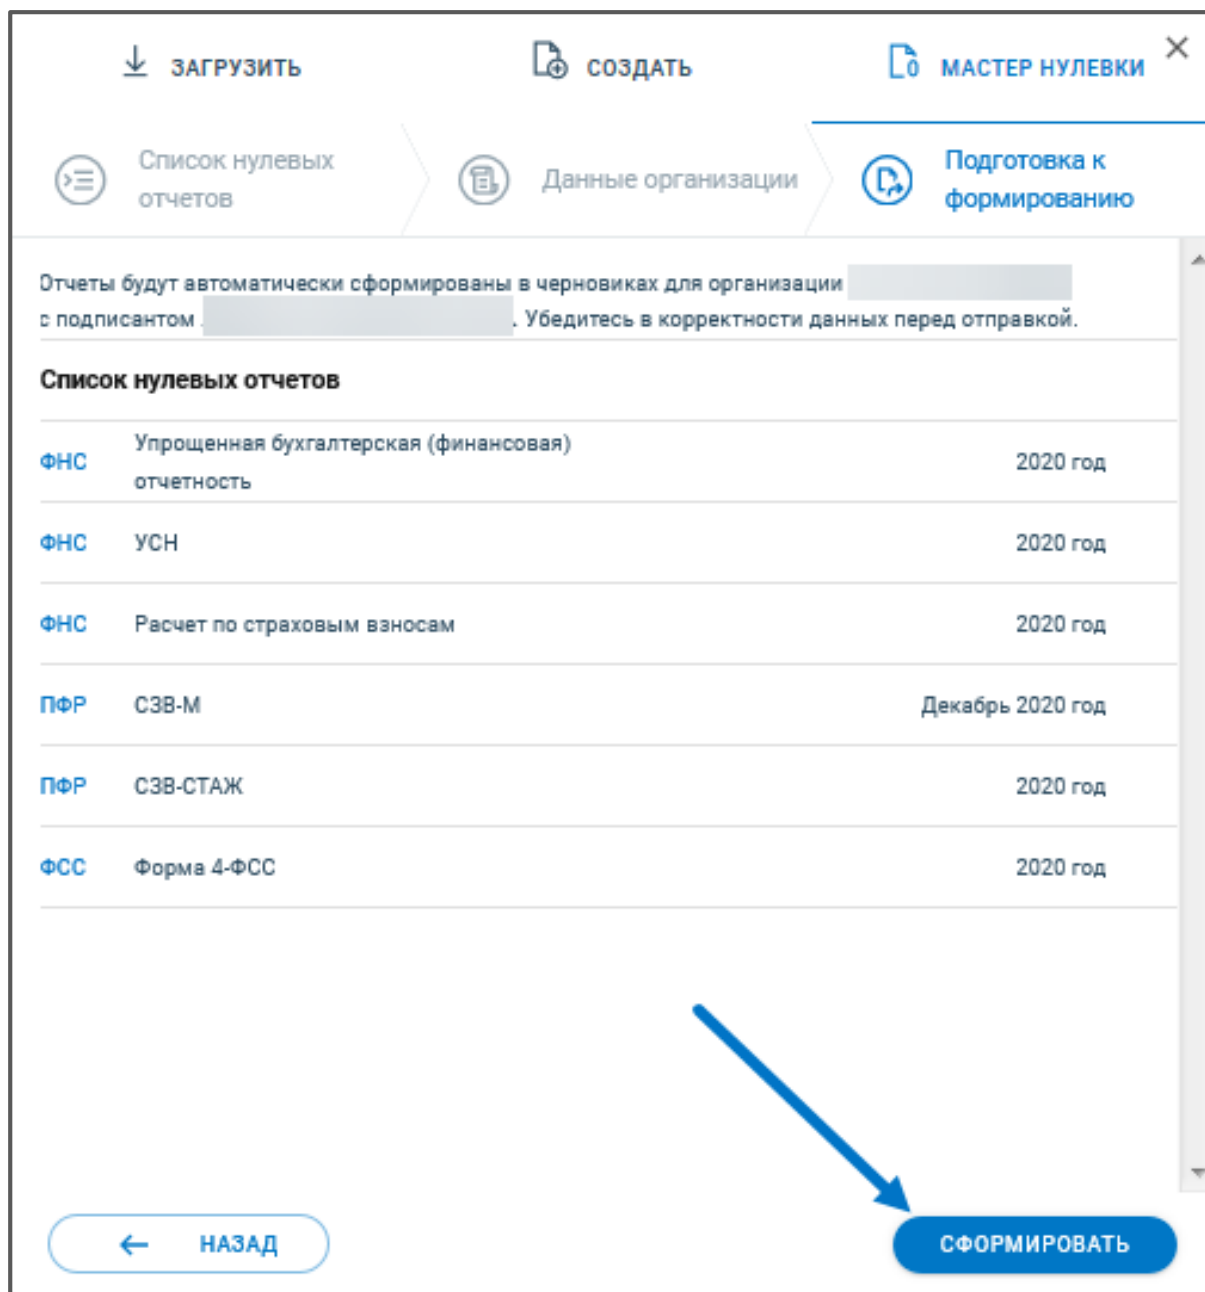 ЗАГРУЗИТЬ
СОЗДАТЬ
МАСТЕР НУЛЕВКИ
Список нулевых
отчетов
Данные организации
Подготовка к
формированию
Отчеты будут автоматически сформированы в черновиках для организации
с подписантом . Убедитесь в корректности данных перед отправкой.
Список нулевых отчетов
ФНС Упрощенная бухгалтерская (финансовая)
отчетность 2020 год
ФНС УСН 2020 год
ФНС Расчет по страховым взносам 2020 год
ПФР СЗВ-М Декабрь 2020 год
ПФР СЗВ-СТАЖ 2020 год
ФСС Форма 4-ФСС 2020 год
НАЗАД
СФОРМИРОВАТЬ